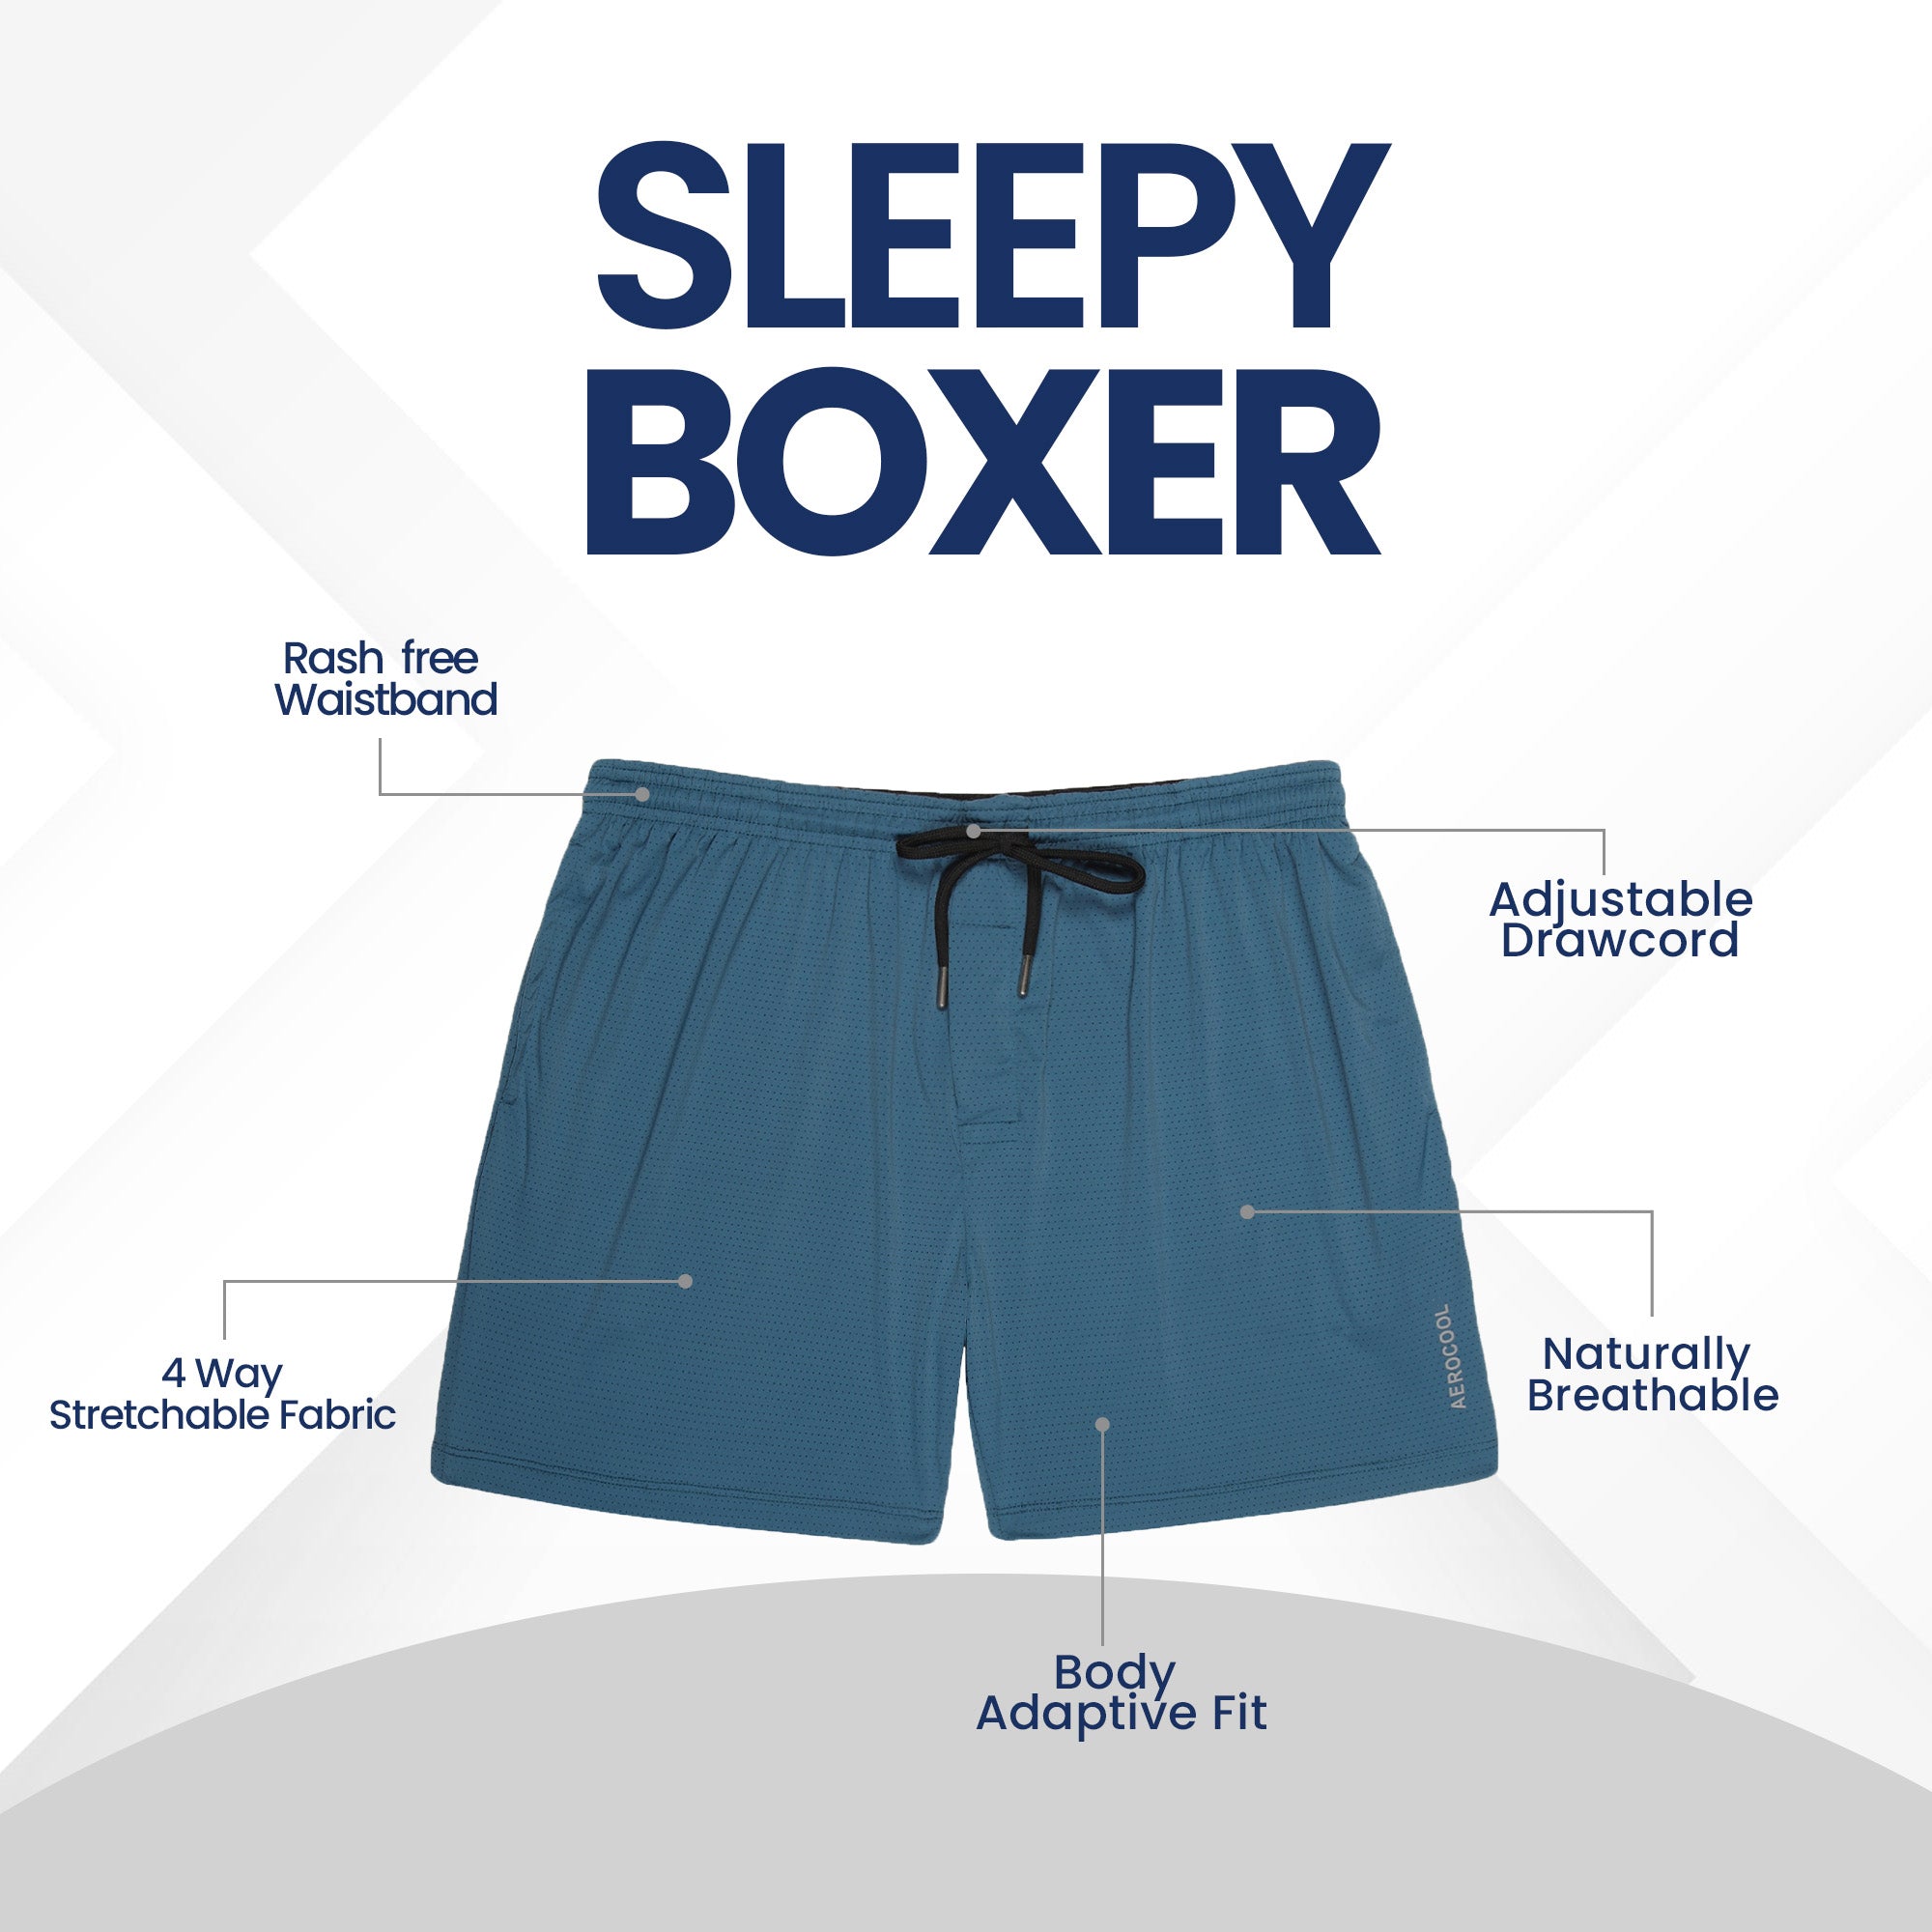 SLEEPY
BOXER
Rash free
Waistband
Adjustable
Drawcord
4 Way
Stretchable Fabric
Naturally
Breathable
AEROCOOL
Body
Adaptive Fit